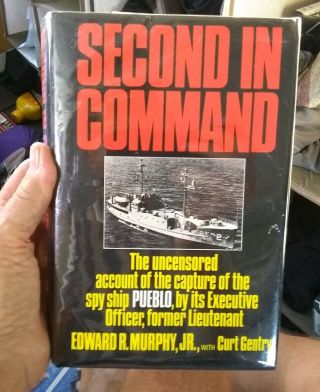 SECOND IN
COMMAND
The uncensored
account of the capture of the
spy ship PUEBLO, by its Executive
Officer, former Lieutenant
EDWARD R. MURPHY, JR., WITH Curt Gentry